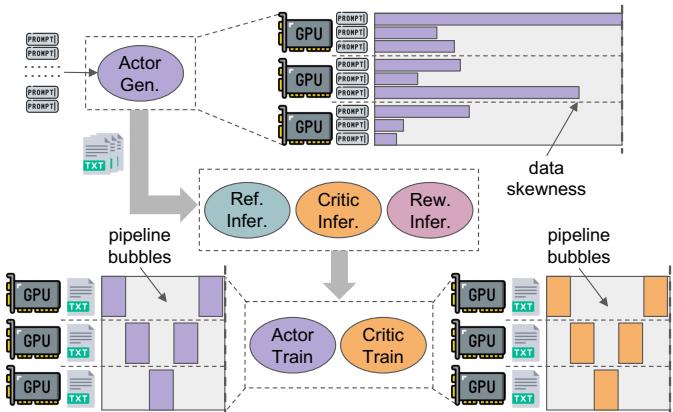 PROMPT
PROMPT
......
......
PROMPT
PROMPT
Actor
Gen.
GPU
PROMPT
PROMPT
PROMPT
GPU
PROMPT
PROMPT
PROMPT
GPU
PROMPT
PROMPT
PROMPT
data
skewness
TXT
Ref.
Infer.
Critic
Infer.
Rew.
Infer.
pipeline
bubbles
GPU
TXT
GPU
TXT
GPU
TXT
Actor
Train
Critic
Train
pipeline
bubbles
GPU
TXT
GPU
TXT
GPU
TXT